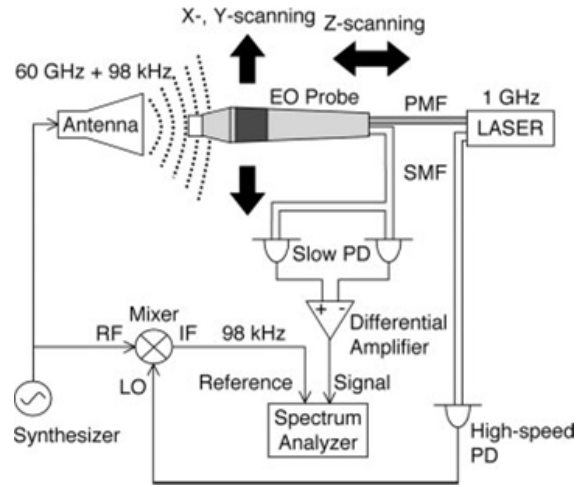 X-, Y-scanning
Z-scanning
60 GHz + 98 kHz
EO Probe
PMF
1 GHz
Antenna
LASER
SMF
Slow PD
+ -
Mixer
Differential
Amplifier
RF
IF
98 kHz
LO
Reference
Signal
Synthesizer
Spectrum
Analyzer
High-speed
PD